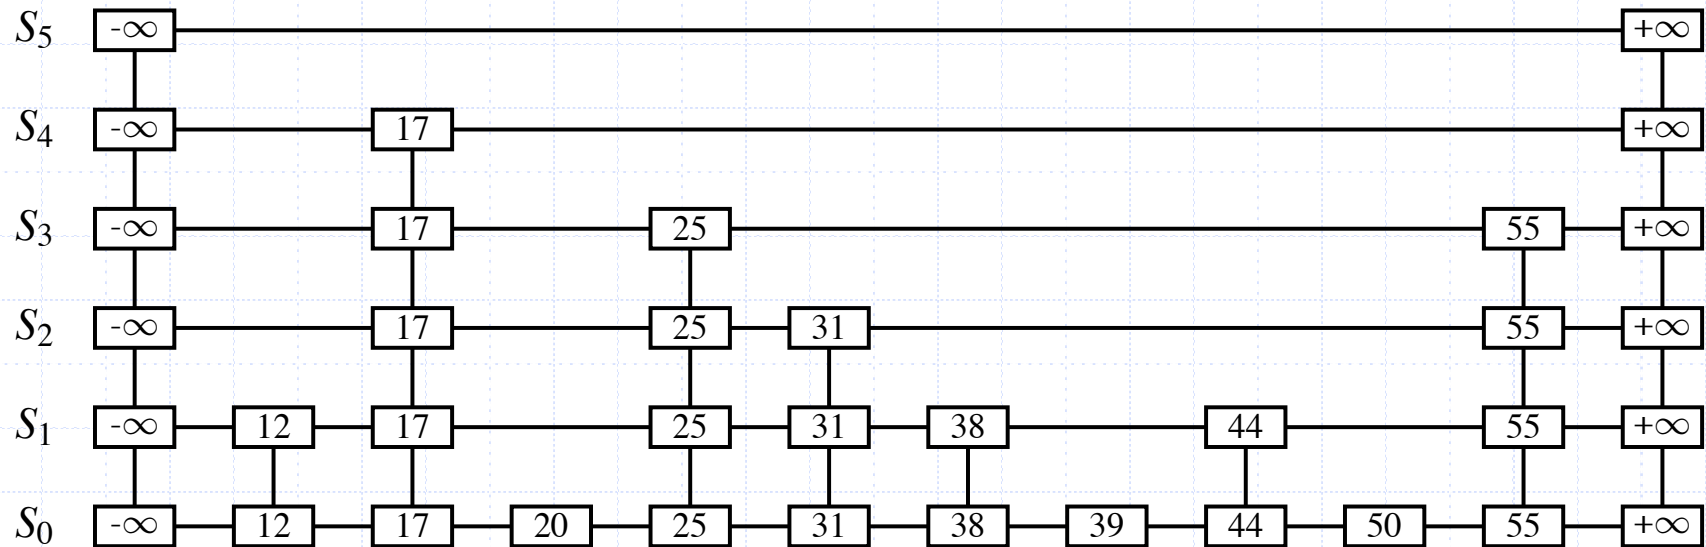 S5 -∞ +∞
S4 -∞ 17 +∞
S3 -∞ 17 25 55 +∞
S2 -∞ 17 25 31 55 +∞
S1 -∞ 12 17 25 31 38 44 55 +∞
S0 -∞ 12 17 20 25 31 38 39 44 50 55 +∞